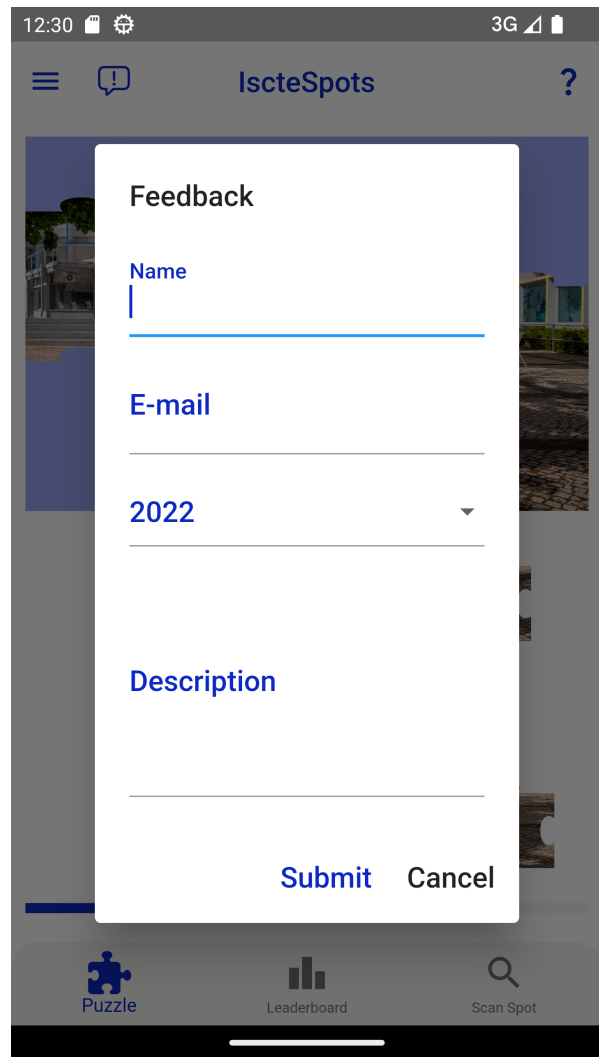 12:30
3G
IscteSpots
?
Feedback
Name
E-mail
2022
Description
Submit Cancel
Puzzle
Leaderboard
Scan Spot